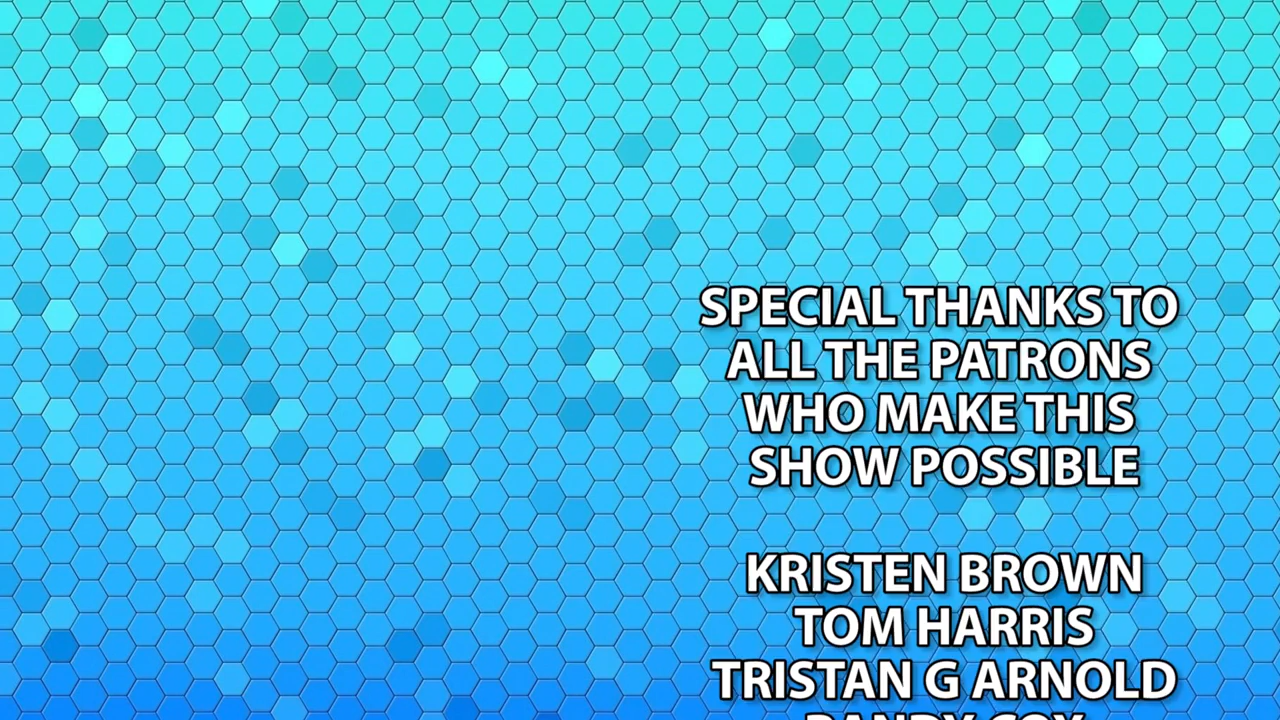 SPECIAL THANKS TO
ALL THE PATRONS
WHO MAKE THIS
SHOW POSSIBLE
KRISTEN BROWN
TOM HARRIS
TRISTAN G ARNOLD